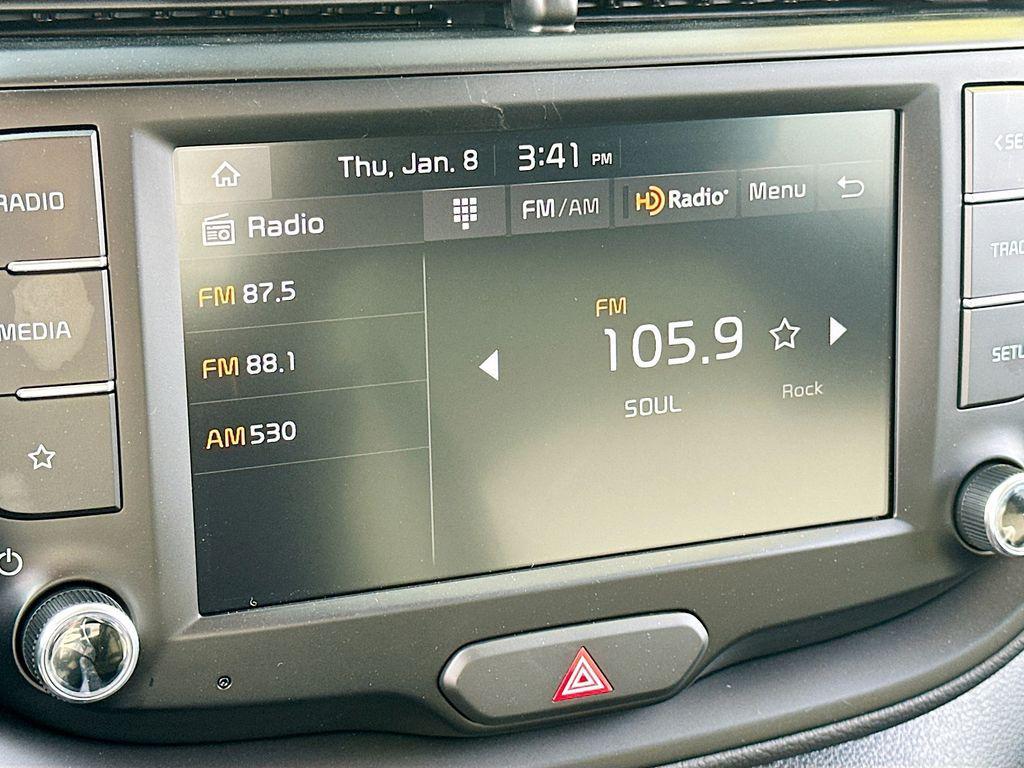 Thu, Jan. 8 3:41 PM
Radio
FM/AM HD Radio Menu
RADIO
MEDIA
FM 87.5
FM 88.1
AM 530
FM
105.9
SOUL
Rock